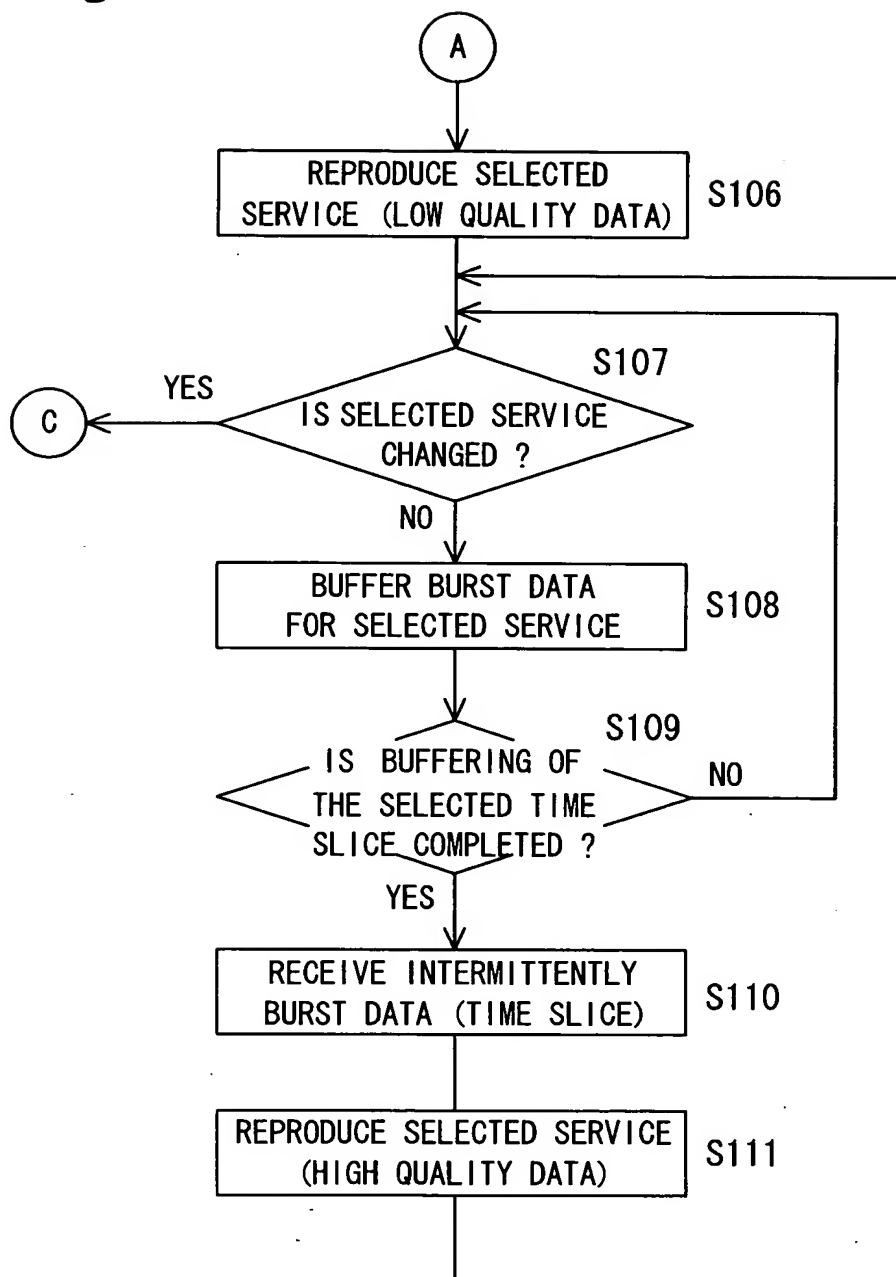 A
REPRODUCE SELECTED
SERVICE (LOW QUALITY DATA)
S106
S107
YES
C
IS SELECTED SERVICE
CHANGED ?
NO
BUFFER BURST DATA
FOR SELECTED SERVICE
S108
S109
IS BUFFERING OF
THE SELECTED TIME
SLICE COMPLETED ?
NO
YES
RECEIVE INTERMITTENTLY
BURST DATA (TIME SLICE)
S110
REPRODUCE SELECTED SERVICE
(HIGH QUALITY DATA)
S111